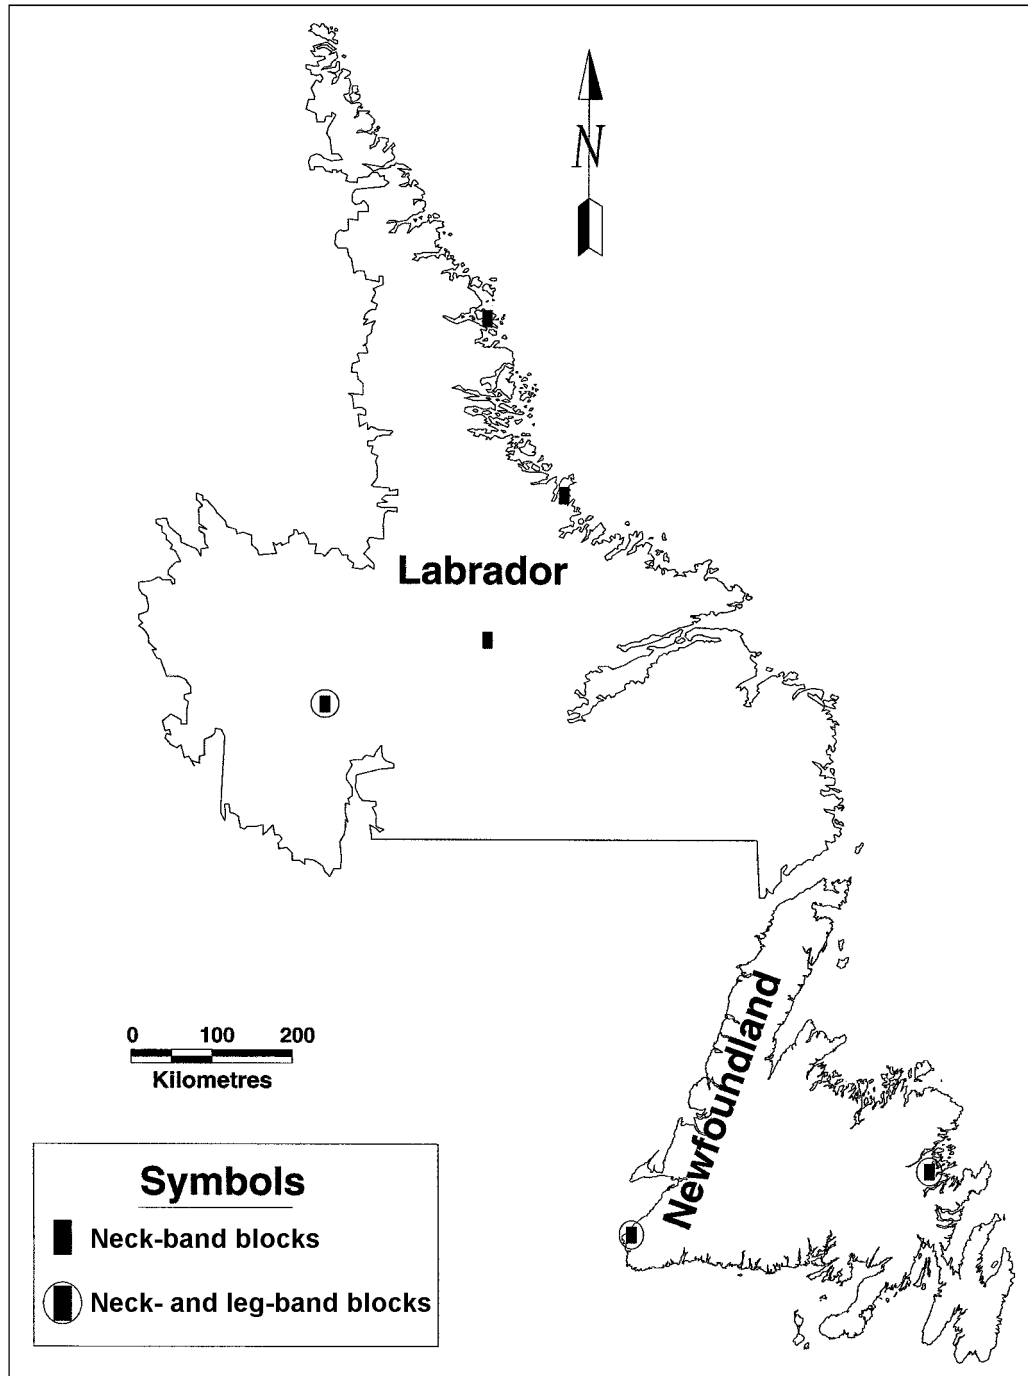 N
Labrador
Newfoundland
0 100 200
Kilometres
Symbols
Neck-band blocks
Neck- and leg-band blocks